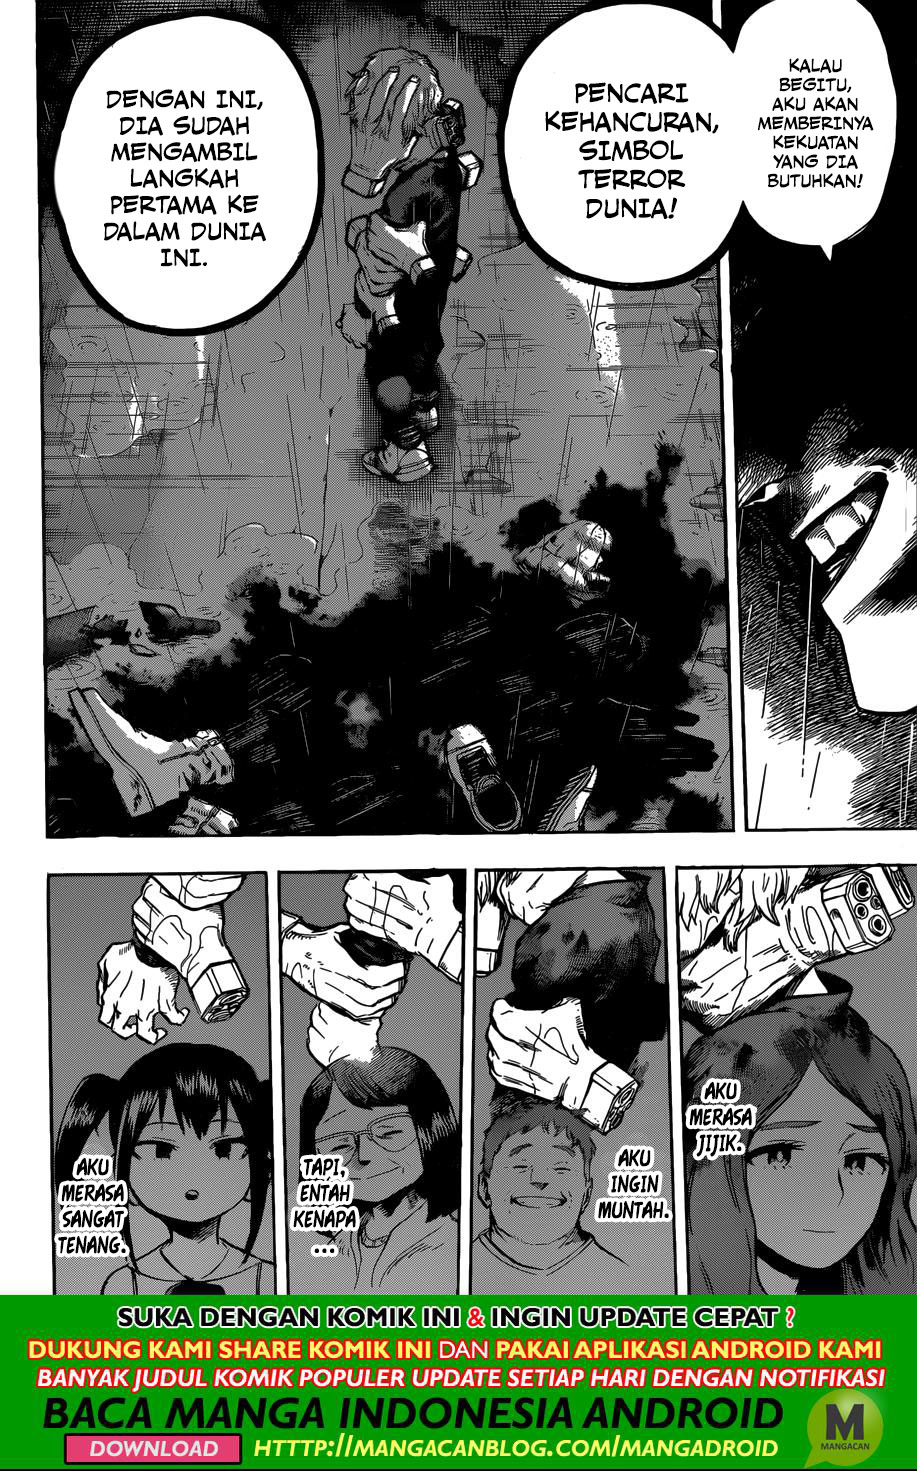 KALAU
BEGITU,
AKU AKAN
MEMBERINYA
KEKUATAN
YANG DIA
BUTUHKAN!
PENCARI
KEHANCURAN,
SIMBOL
TERROR
DUNIA!
DENGAN INI,
DIA SUDAH
MENGAMBIL
LANGKAH
PERTAMA KE
DALAM DUNIA
INI.
AKU
MERASA
JIJIK.
AKU
INGIN
MUNTAH.
TAPI,
ENTAH
KENAPA
...
AKU
MERASA
SANGAT
TENANG.
SUKA DENGAN KOMIK INI & INGIN UPDATE CEPAT ?
DUKUNG KAMI SHARE KOMIK INI DAN PAKAI APLIKASI ANDROID KAMI
BANYAK JUDUL KOMIK POPULER UPDATE SETIAP HARI DENGAN NOTIFIKASI
BACA MANGA INDONESIA ANDROID
DOWNLOAD HTTTP://MANGACANBLOG.COM/MANGADROID
M
MANGACAN